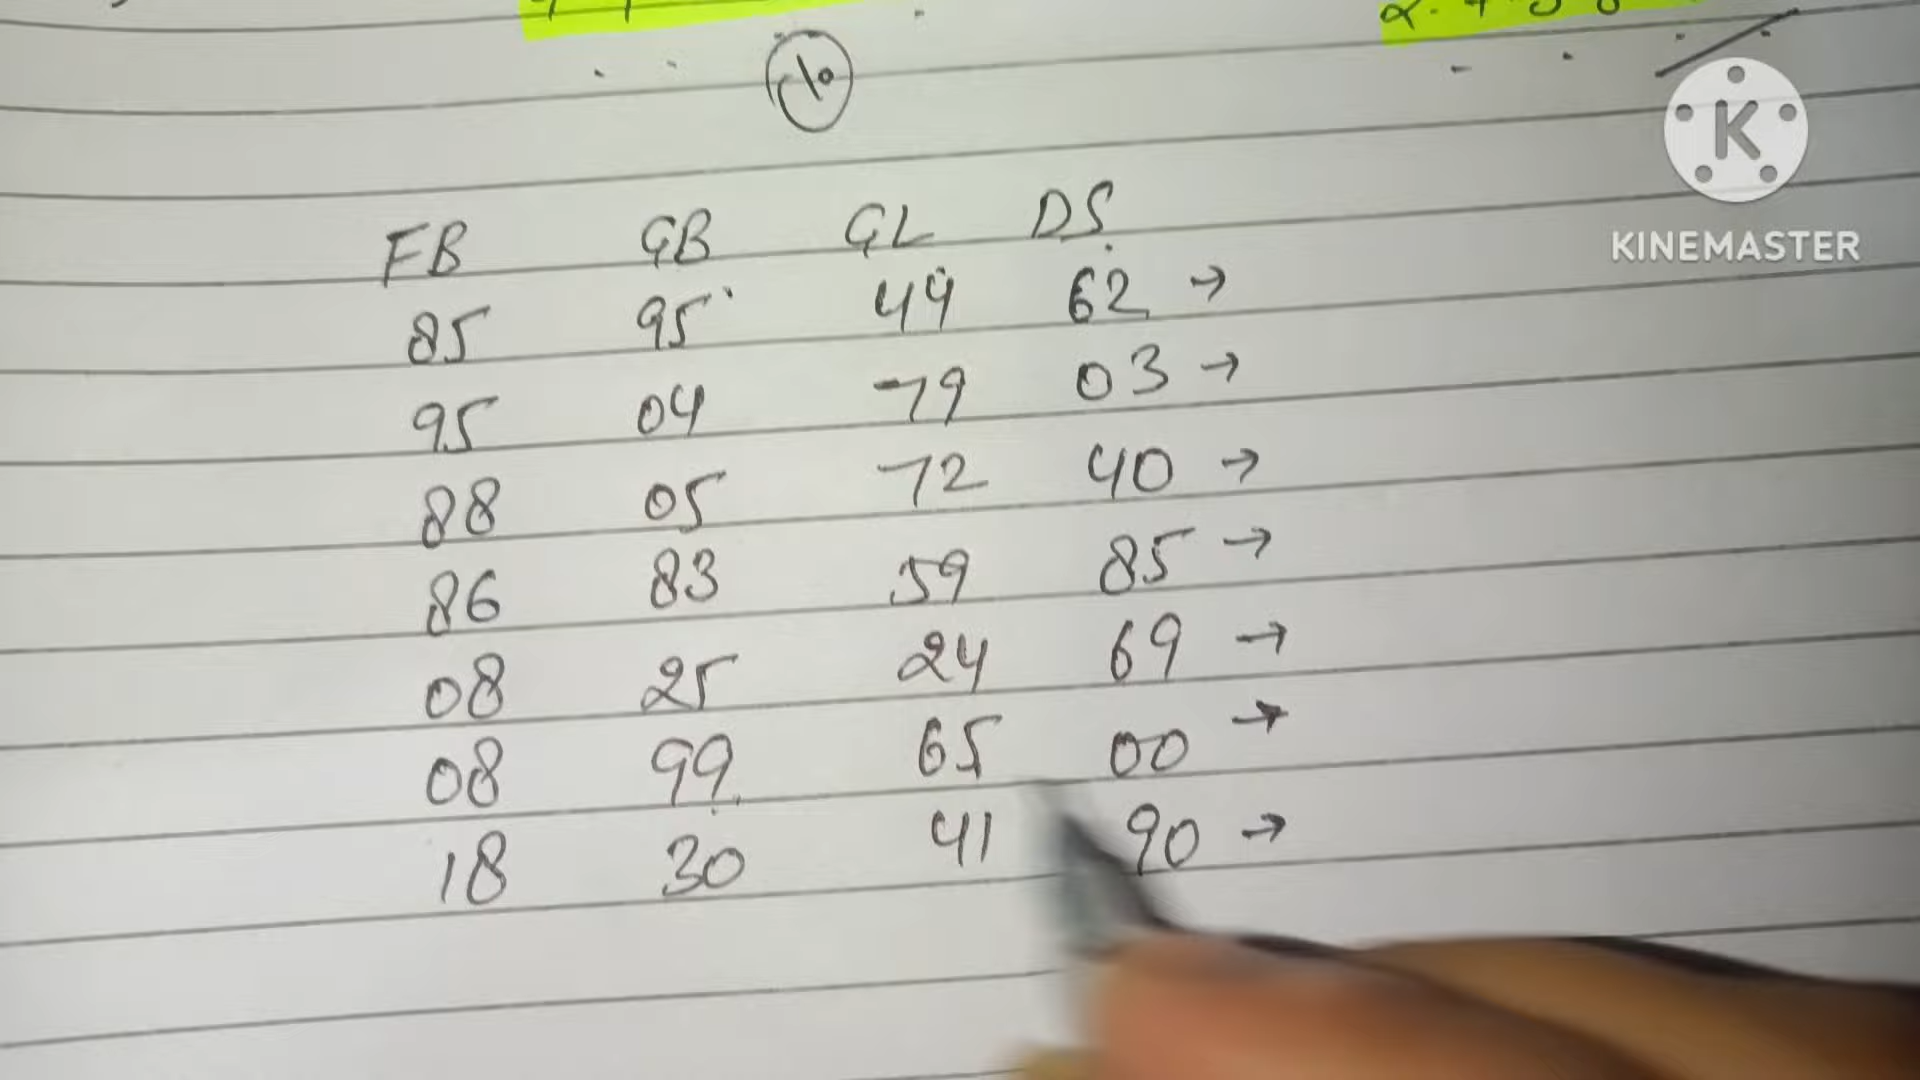 10
FB GB GL DS.
85 95 49 62 →
95 04 79 03 →
88 05 72 40 →
86 83 59 85 →
08 25 24 69 →
08 99 65 00 →
18 30 41 90 →
K
KINEMASTER